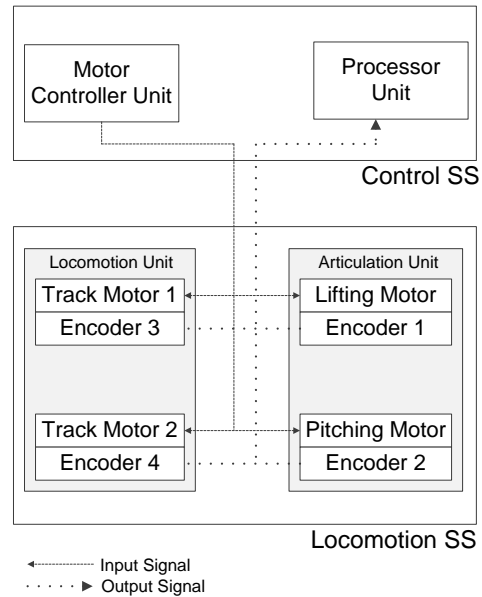 Motor
Controller Unit
Processor
Unit
Control SS
Locomotion Unit
Articulation Unit
Track Motor 1
Lifting Motor
Encoder 3
Encoder 1
Track Motor 2
Pitching Motor
Encoder 4
Encoder 2
Locomotion SS
Input Signal
Output Signal